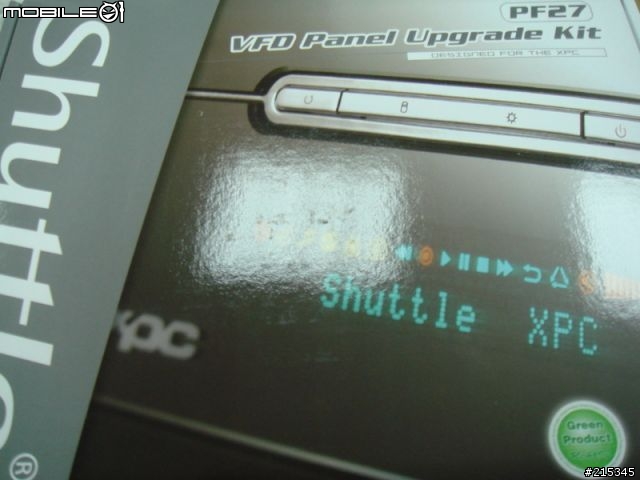 MOBILE01
PF27
VFD Panel Upgrade Kit
DESIGNED FOR THE XPC
Shuttle®
Shuttle XPC
xpc
Green
Product
#215345